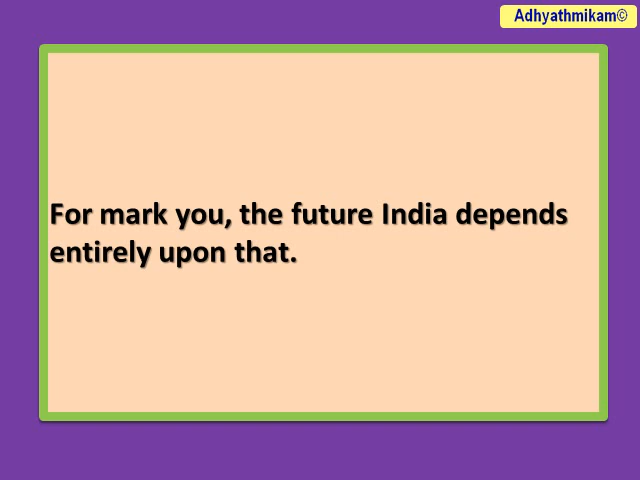 Adhyathmikam©
For mark you, the future India depends
entirely upon that.